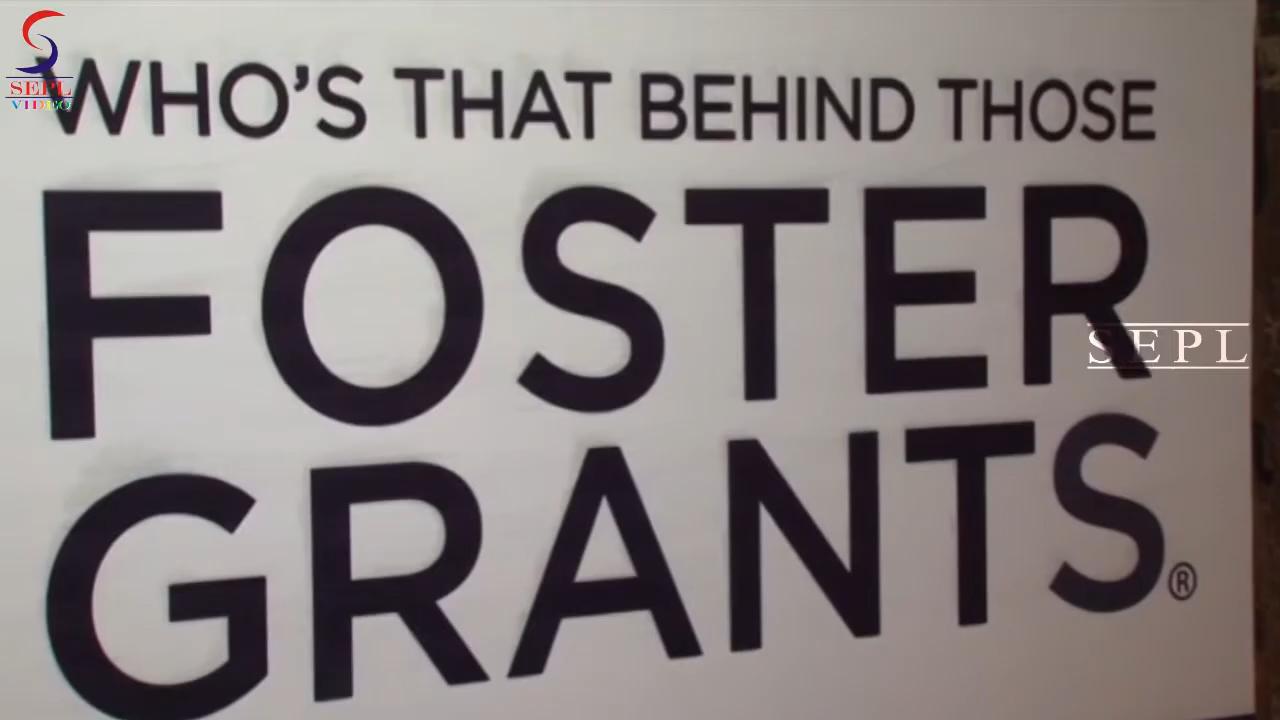 SEPL
VIDEO
WHO'S THAT BEHIND THOSE
FOSTER
SEPL
GRANTS®